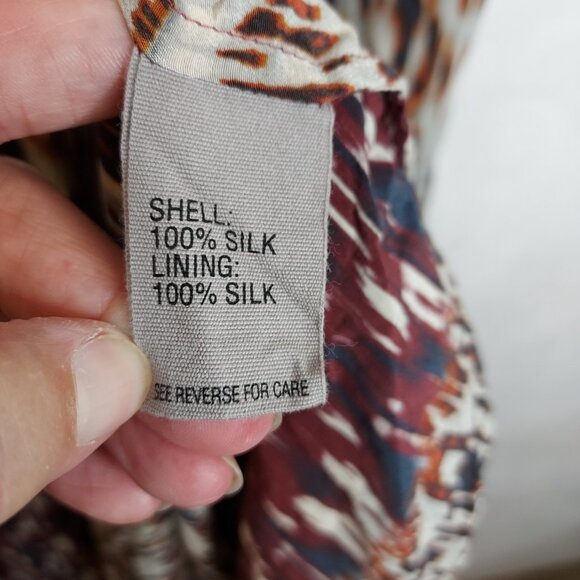 SHELL:
100% SILK
LINING:
100% SILK
SEE REVERSE FOR CARE